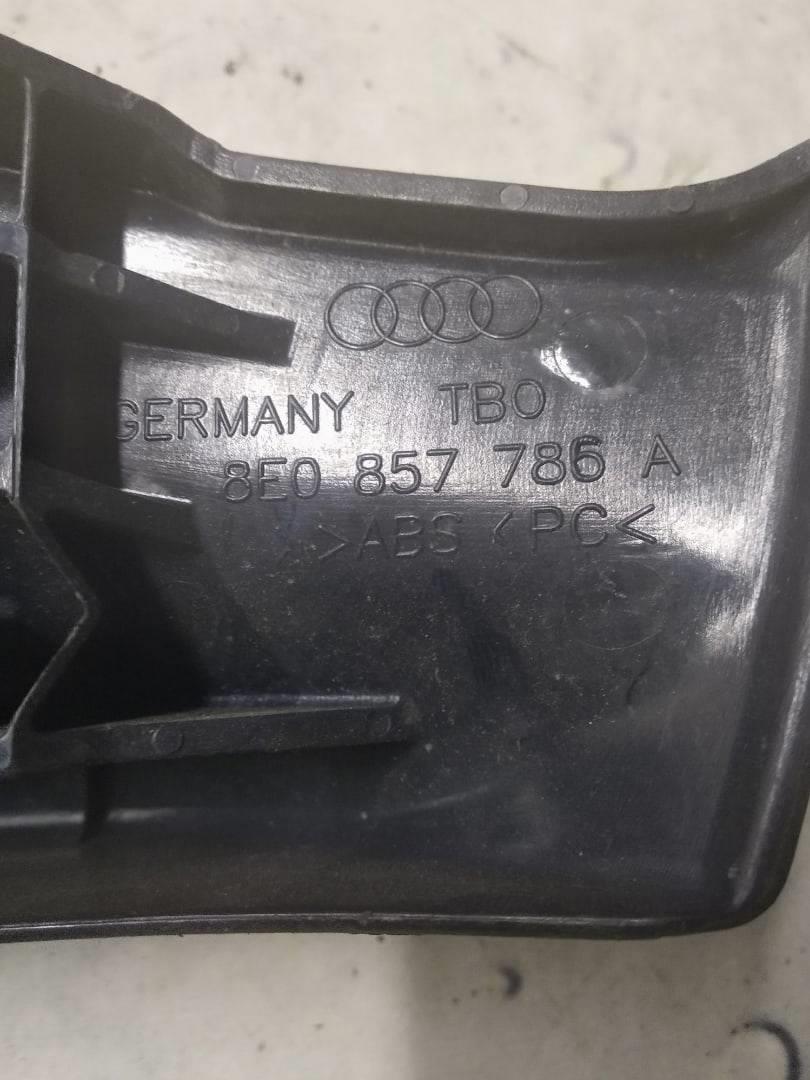 GERMANY TBO
8E0 857 786 A
>ABS < PC<